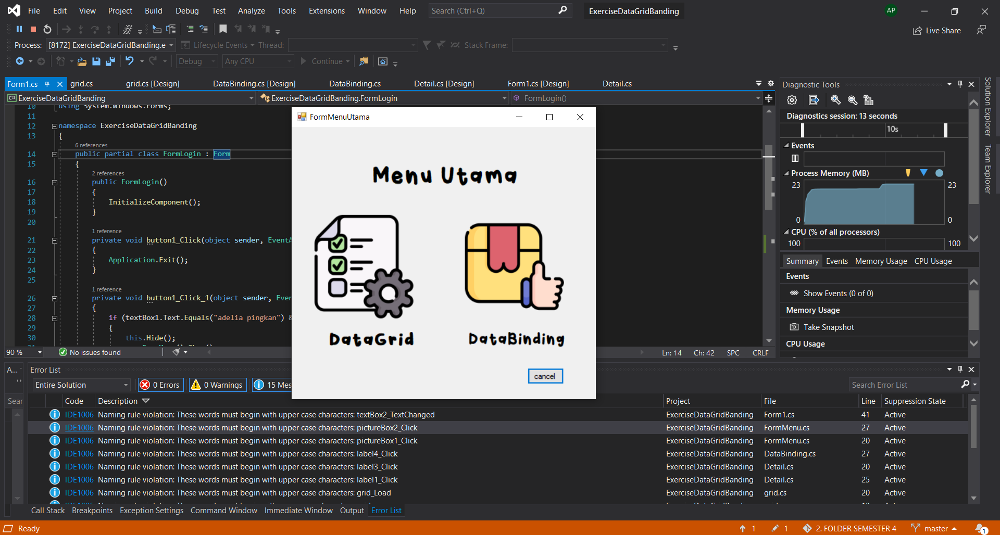 File Edit View Project Build Debug Test Analyze Tools Extensions Window Help Search (Ctrl+Q) ExerciseDataGridBanding AP
Live Share
Process: [8172] ExerciseDataGridBanding.e Lifecycle Events Thread: Stack Frame:
Debug Any CPU Continue
Form1.cs grid.cs grid.cs [Design] DataBinding.cs [Design] DataBinding.cs Detail.cs [Design] Form1.cs [Design] Detail.cs
C# ExerciseDataGridBanding ExerciseDataGridBanding.FormLogin FormLogin()
10 using System.Windows.Forms;
11
12 namespace ExerciseDataGridBanding
13 {
6 references
14 public partial class FormLogin : Form
15 {
2 references
16 public FormLogin()
17 {
18 InitializeComponent();
19 }
20
1 reference
21 private void button1_Click(object sender, EventA
22 {
23 Application.Exit();
24 }
25
1 reference
26 private void button1_Click_1(object sender, Even
27 {
28 if (textBox1.Text.Equals("adelia pingkan") &
29 {
30 this.Hide();
90 % No issues found Ln: 14 Ch: 42 SPC CRLF
FormMenuUtama
Menu Utama
DataGrid DataBinding
cancel
Diagnostic Tools
Diagnostics session: 13 seconds
10s
Events
Process Memory (MB)
23 23
0 0
CPU (% of all processors)
100 100
Summary Events Memory Usage CPU Usage
Events
Show Events (0 of 0)
Memory Usage
Take Snapshot
CPU Usage
Solution Explorer
Team Explorer
A...
Sear
Error List
Entire Solution 0 Errors 0 Warnings 15 Mes Search Error List
Code Description Project File Line Suppression State
IDE1006 Naming rule violation: These words must begin with upper case characters: textBox2_TextChanged ExerciseDataGridBanding Form1.cs 41 Active
IDE1006 Naming rule violation: These words must begin with upper case characters: pictureBox2_Click ExerciseDataGridBanding FormMenu.cs 27 Active
IDE1006 Naming rule violation: These words must begin with upper case characters: pictureBox1_Click ExerciseDataGridBanding FormMenu.cs 20 Active
IDE1006 Naming rule violation: These words must begin with upper case characters: label4_Click ExerciseDataGridBanding DataBinding.cs 27 Active
IDE1006 Naming rule violation: These words must begin with upper case characters: label3_Click ExerciseDataGridBanding Detail.cs 20 Active
IDE1006 Naming rule violation: These words must begin with upper case characters: label1_Click ExerciseDataGridBanding Detail.cs 25 Active
IDE1006 Naming rule violation: These words must begin with upper case characters: grid_Load ExerciseDataGridBanding grid.cs 20 Active
Call Stack Breakpoints Exception Settings Command Window Immediate Window Output Error List
Ready 1 1 2. FOLDER SEMESTER 4 master 1